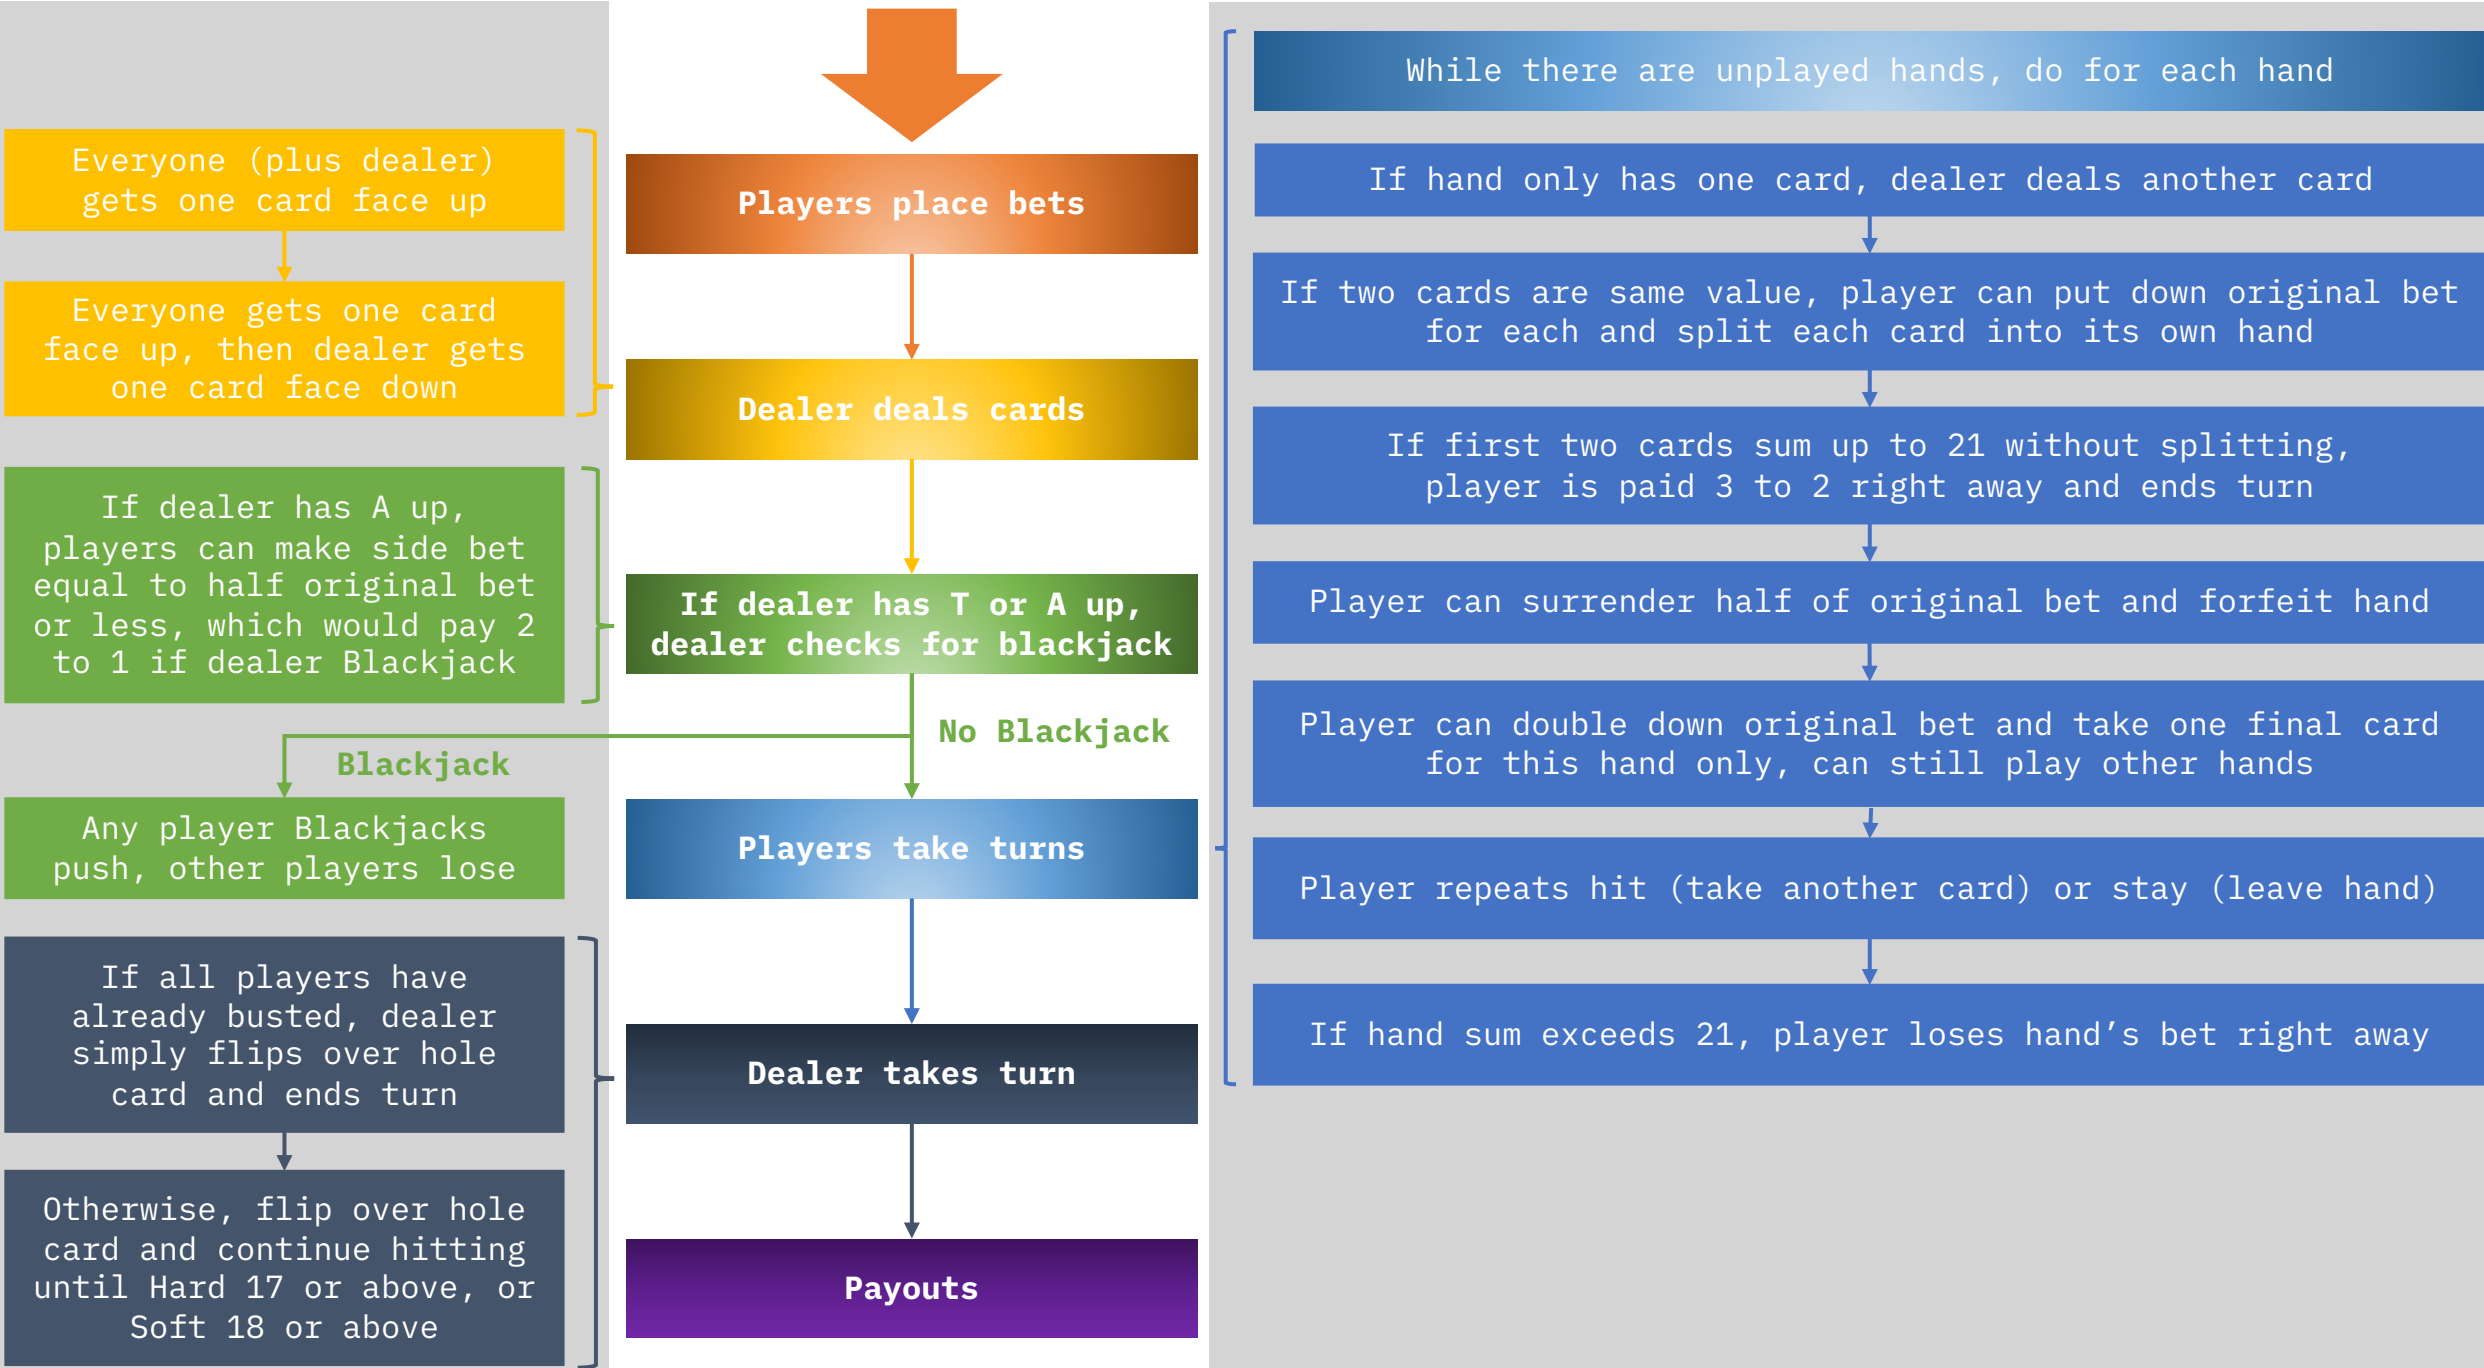 Everyone (plus dealer)
gets one card face up
Everyone gets one card
face up, then dealer gets
one card face down
If dealer has A up,
players can make side bet
equal to half original bet
or less, which would pay 2
to 1 if dealer Blackjack
Blackjack
Any player Blackjacks
push, other players lose
If all players have
already busted, dealer
simply flips over hole
card and ends turn
Otherwise, flip over hole
card and continue hitting
until Hard 17 or above, or
Soft 18 or above
Players place bets
Dealer deals cards
If dealer has T or A up,
dealer checks for blackjack
No Blackjack
Players take turns
Dealer takes turn
Payouts
While there are unplayed hands, do for each hand
If hand only has one card, dealer deals another card
If two cards are same value, player can put down original bet
for each and split each card into its own hand
If first two cards sum up to 21 without splitting,
player is paid 3 to 2 right away and ends turn
Player can surrender half of original bet and forfeit hand
Player can double down original bet and take one final card
for this hand only, can still play other hands
Player repeats hit (take another card) or stay (leave hand)
If hand sum exceeds 21, player loses hand’s bet right away